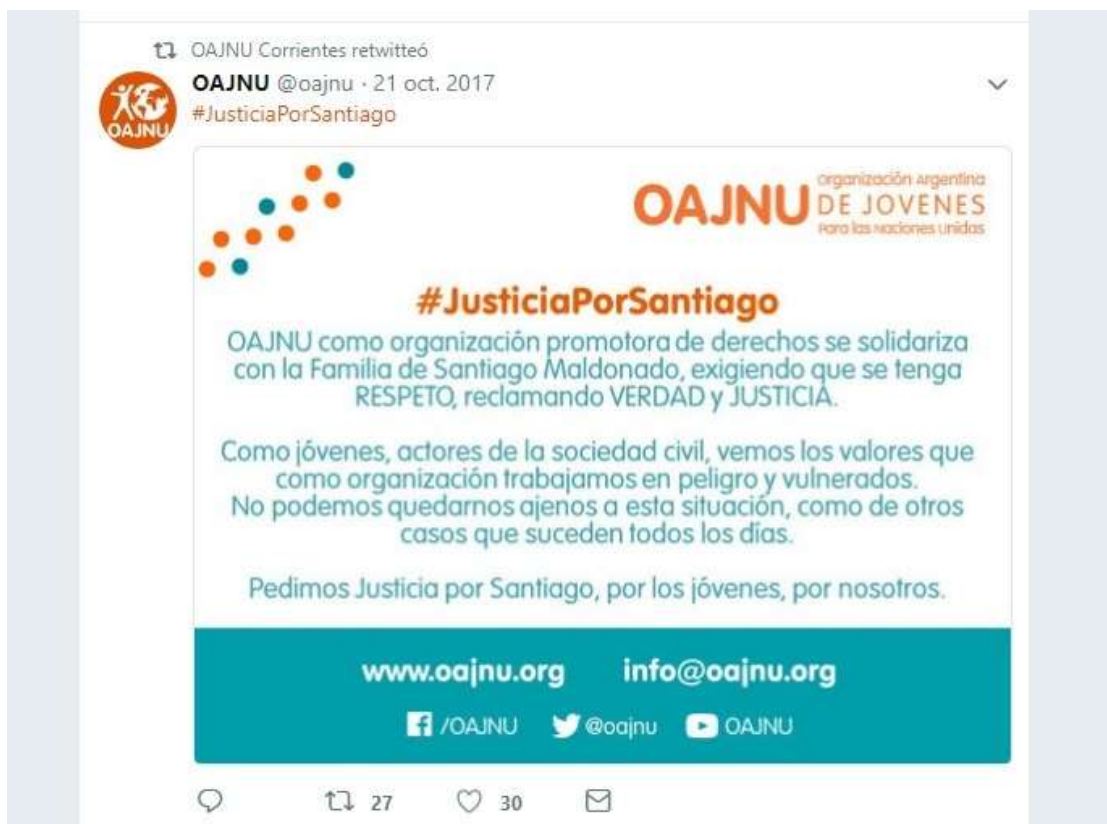 OAJNU Corrientes retwitteó
OAJNU @oajnu · 21 oct. 2017
#JusticiaPorSantiago
OAJNU
OAJNU
Organización Argentina
DE JOVENES
Para las Naciones Unidas
#JusticiaPorSantiago
OAJNU como organización promotora de derechos se solidariza
con la Familia de Santiago Maldonado, exigiendo que se tenga
RESPETO, reclamando VERDAD y JUSTICIA.
Como jóvenes, actores de la sociedad civil, vemos los valores que
como organización trabajamos en peligro y vulnerados.
No podemos quedarnos ajenos a esta situación, como de otros
casos que suceden todos los días.
Pedimos Justicia por Santiago, por los jóvenes, por nosotros.
www.oajnu.org info@oajnu.org
/OAJNU @oajnu OAJNU
27 30